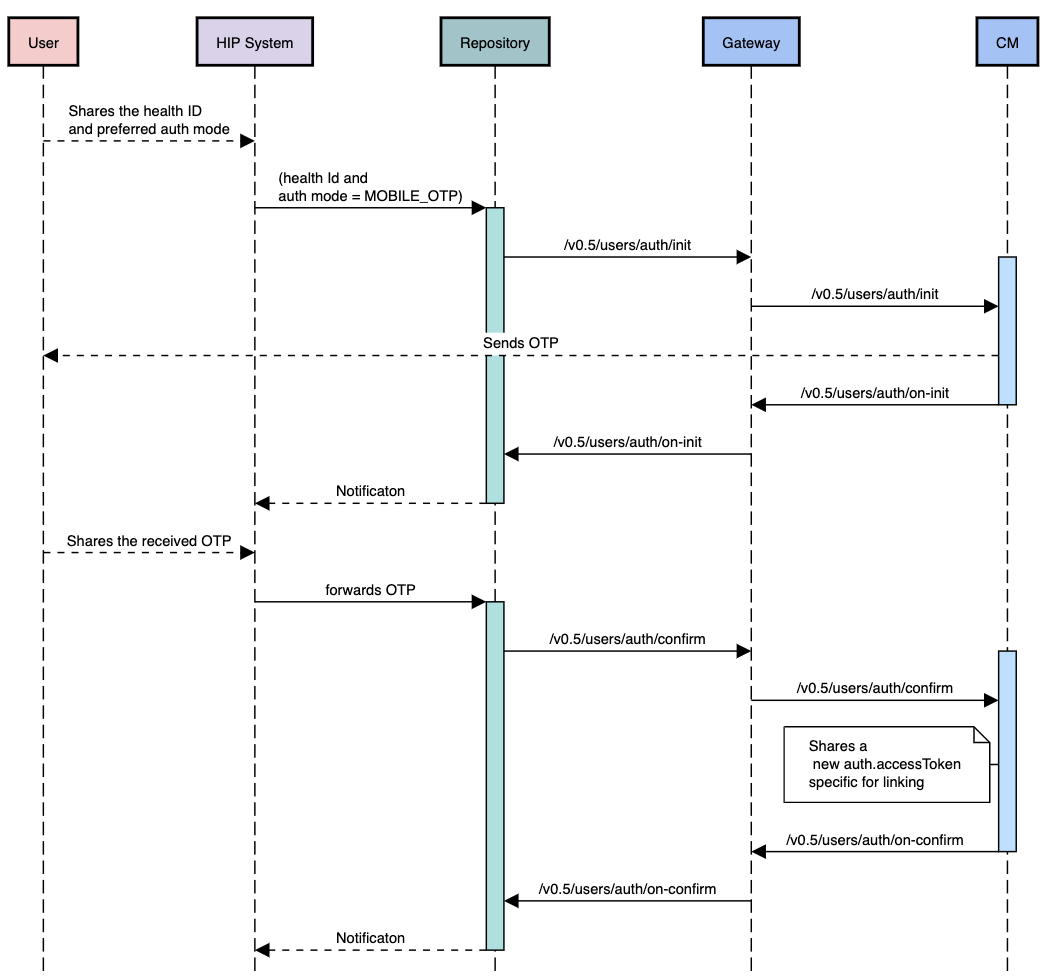 User
HIP System
Repository
Gateway
CM
Shares the health ID
and preferred auth mode
(health Id and
auth mode = MOBILE_OTP)
/v0.5/users/auth/init
/v0.5/users/auth/init
Sends OTP
/v0.5/users/auth/on-init
/v0.5/users/auth/on-init
Notificaton
Shares the received OTP
forwards OTP
/v0.5/users/auth/confirm
/v0.5/users/auth/confirm
Shares a
new auth.accessToken
specific for linking
/v0.5/users/auth/on-confirm
/v0.5/users/auth/on-confirm
Notificaton